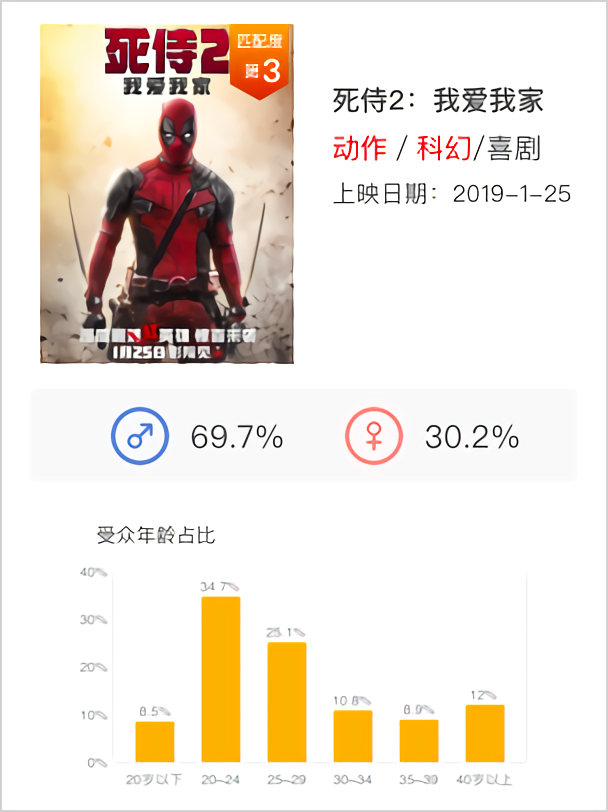 死侍2
我爱我家
匹配度
3
死侍2：我爱我家
动作 / 科幻/喜剧
上映日期：2019-1-25
1月25日
69.7%
30.2%
受众年龄占比
40%
34.7%
30%
25.1%
20%
10.8%
12%
10%
8.5%
8.9%
0%
20岁以下 20-24 25-29 30-34 35-39 40岁以上